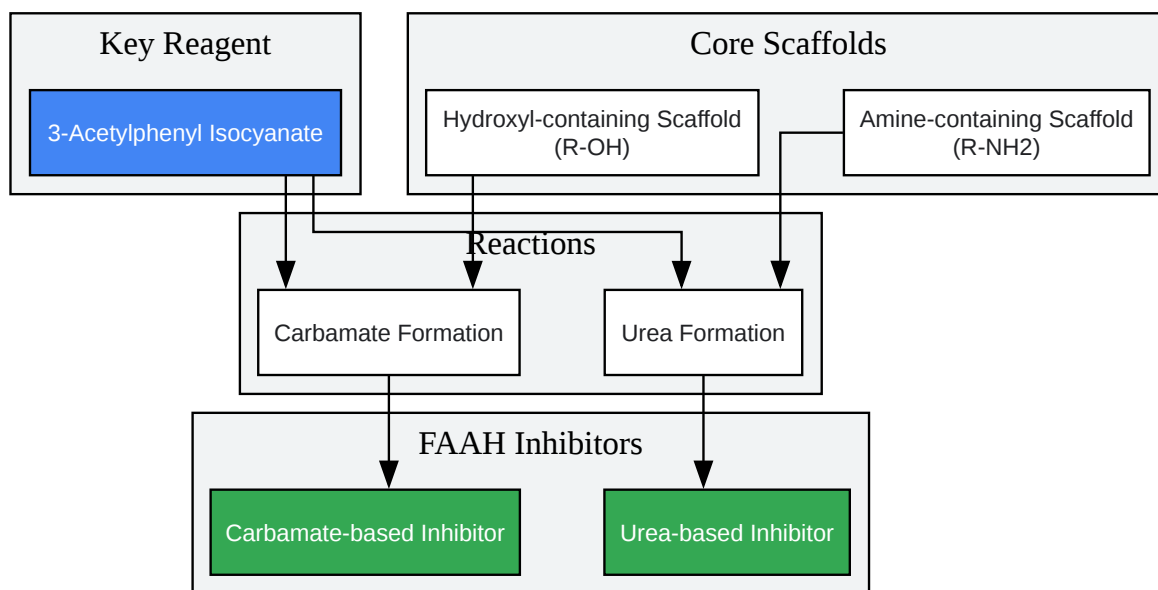 Key Reagent
Core Scaffolds
3-Acetylphenyl Isocyanate
Hydroxyl-containing Scaffold
(R-OH)
Amine-containing Scaffold
(R-NH2)
Reactions
Carbamate Formation
Urea Formation
FAAH Inhibitors
Carbamate-based Inhibitor
Urea-based Inhibitor